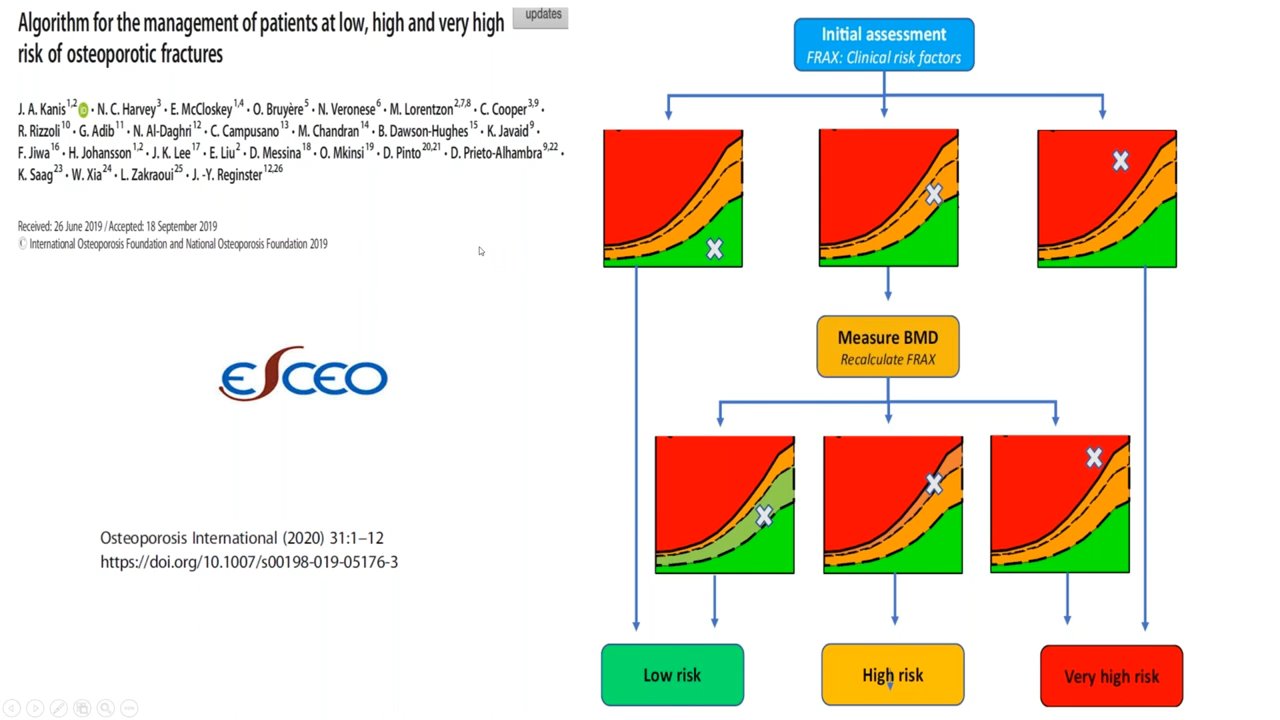 Algorithm for the management of patients at low, high and very high
risk of osteoporotic fractures
updates
J. A. Kanis 1,2 · N. C. Harvey 3 · E. McCloskey 1,4 · O. Bruyère 5 · N. Veronese 6 · M. Lorentzon 2,7,8 · C. Cooper 3,9 ·
R. Rizzoli 10 · G. Adib 11 · N. Al-Daghri 12 · C. Campusano 13 · M. Chandran 14 · B. Dawson-Hughes 15 · K. Javaid 9 ·
F. Jiwa 16 · H. Johansson 1,2 · J. K. Lee 17 · E. Liu 2 · D. Messina 18 · O. Mkinsi 19 · D. Pinto 20,21 · D. Prieto-Alhambra 9,22 ·
K. Saag 23 · W. Xia 24 · L. Zakraoui 25 · J. -Y. Reginster 12,26
Received: 26 June 2019 / Accepted: 18 September 2019
© International Osteoporosis Foundation and National Osteoporosis Foundation 2019
ESCEO
Osteoporosis International (2020) 31:1–12
https://doi.org/10.1007/s00198-019-05176-3
Initial assessment
FRAX: Clinical risk factors
Measure BMD
Recalculate FRAX
Low risk
High risk
Very high risk